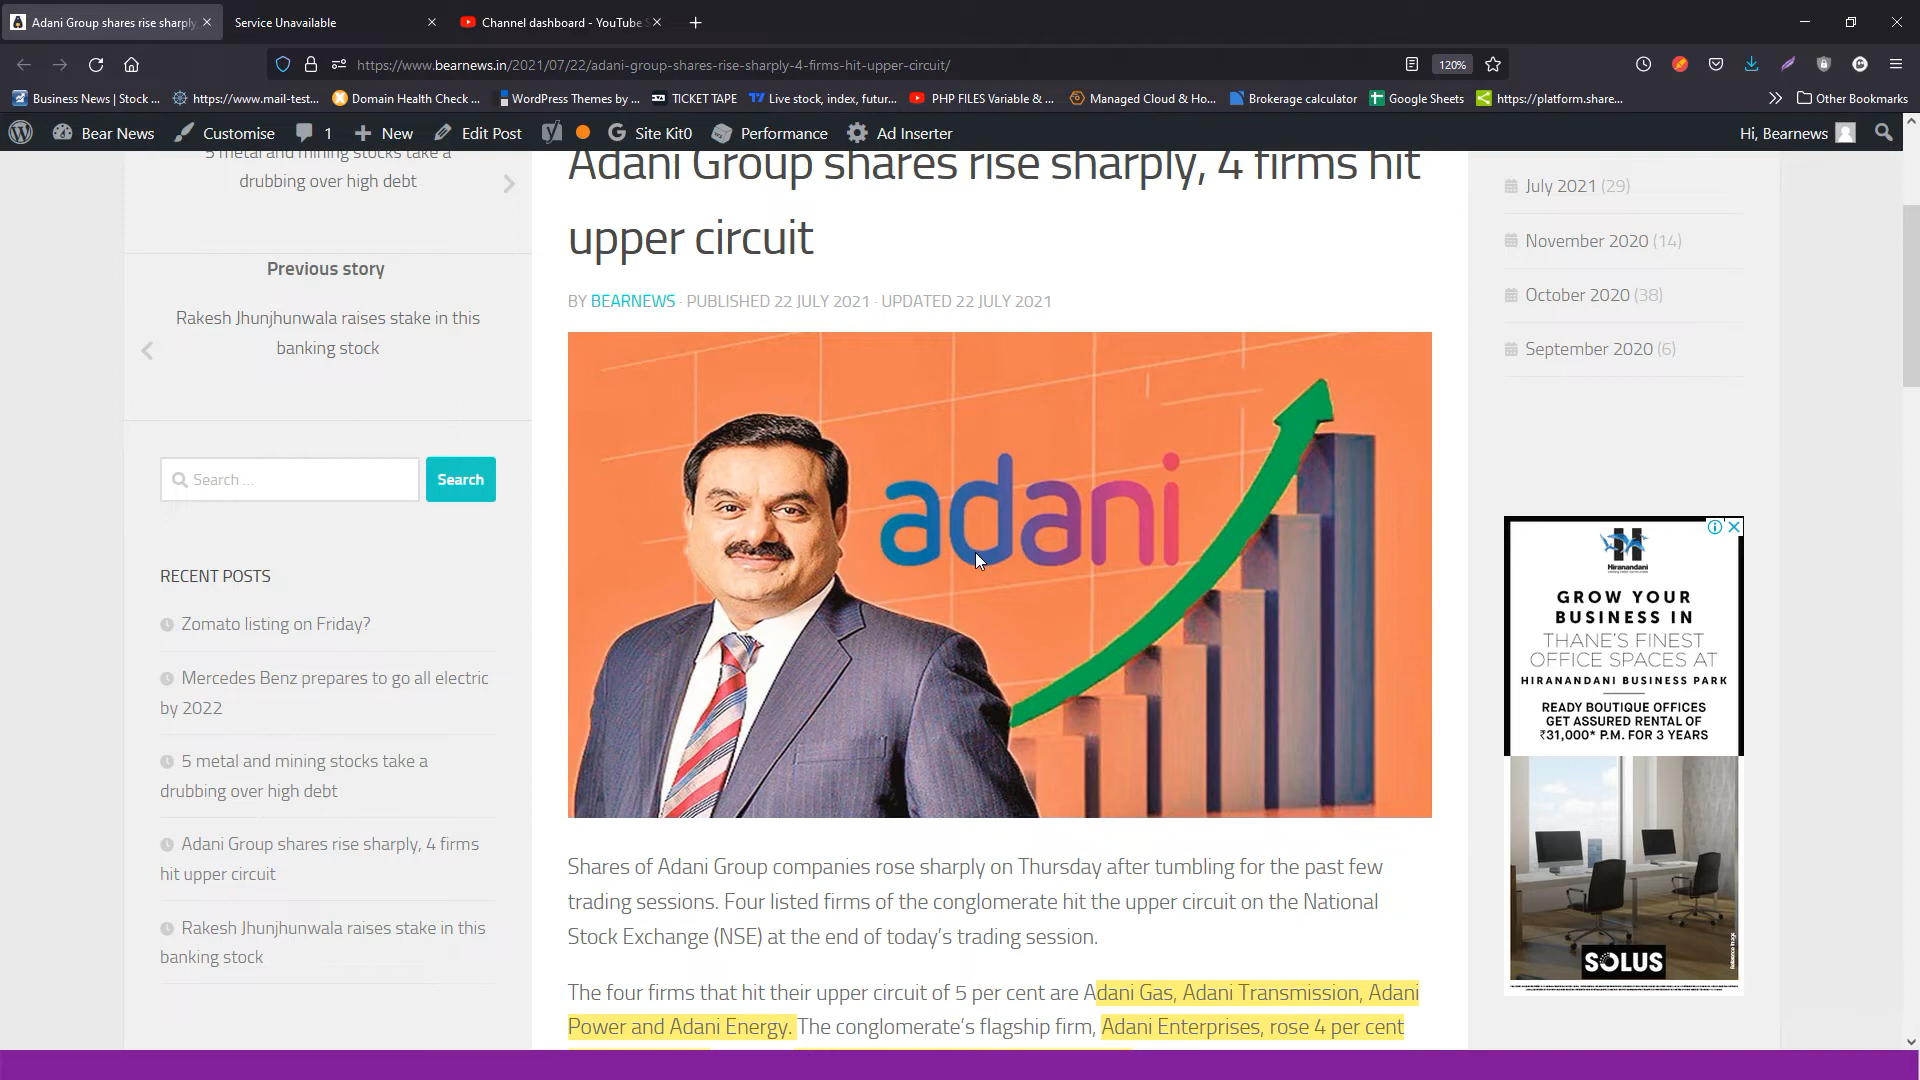 Adani Group shares rise sharply
Service Unavailable
Channel dashboard - YouTube S
https://www.bearnews.in/2021/07/22/adani-group-shares-rise-sharply-4-firms-hit-upper-circuit/
120%
Business News | Stock ...
https://www.mail-test...
Domain Health Check ...
WordPress Themes by ...
TICKET TAPE
Live stock, index, futur...
PHP FILES Variable & ...
Managed Cloud & Ho...
Brokerage calculator
Google Sheets
https://platform.share...
Other Bookmarks
Bear News
Customise
1
New
Edit Post
Site Kit0
Performance
Ad Inserter
Hi, Bearnews
5 metal and mining stocks take a
drubbing over high debt
Previous story
Rakesh Jhunjhunwala raises stake in this
banking stock
Search ...
Search
RECENT POSTS
Zomato listing on Friday?
Mercedes Benz prepares to go all electric
by 2022
5 metal and mining stocks take a
drubbing over high debt
Adani Group shares rise sharply, 4 firms
hit upper circuit
Rakesh Jhunjhunwala raises stake in this
banking stock
Adani Group shares rise sharply, 4 firms hit
upper circuit
BY BEARNEWS · PUBLISHED 22 JULY 2021 · UPDATED 22 JULY 2021
adani
Shares of Adani Group companies rose sharply on Thursday after tumbling for the past few
trading sessions. Four listed firms of the conglomerate hit the upper circuit on the National
Stock Exchange (NSE) at the end of today's trading session.
The four firms that hit their upper circuit of 5 per cent are Adani Gas, Adani Transmission, Adani
Power and Adani Energy. The conglomerate's flagship firm, Adani Enterprises, rose 4 per cent
July 2021 (29)
November 2020 (14)
October 2020 (38)
September 2020 (6)
H
Hiranandani
GROW YOUR
BUSINESS IN
THANE'S FINEST
OFFICE SPACES AT
HIRANANDANI BUSINESS PARK
READY BOUTIQUE OFFICES
GET ASSURED RENTAL OF
₹31,000* P.M. FOR 3 YEARS
Reference Image
SOLUS